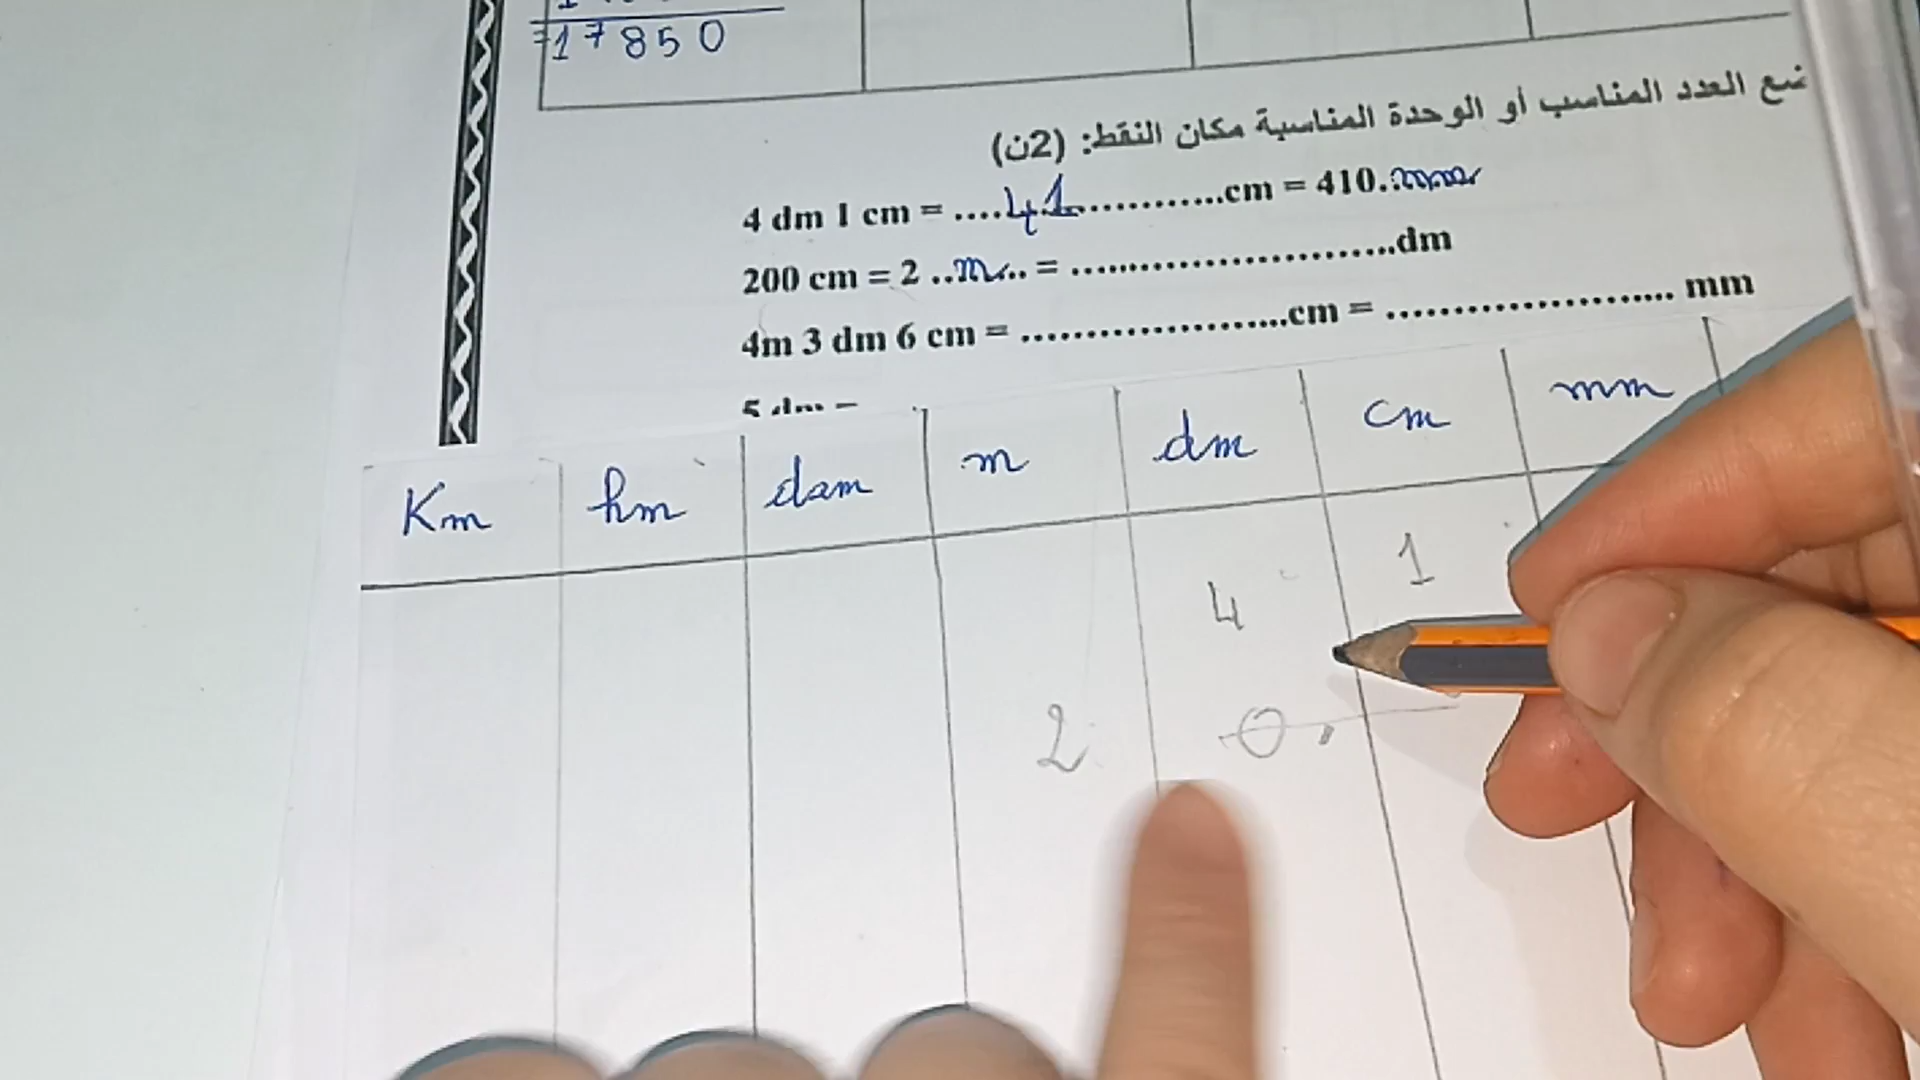 =17850
ضع العدد المناسب أو الوحدة المناسبة مكان النقط: (2ن)
4 dm 1 cm = ....41............cm = 410..mm
200 cm = 2 ..m... = ..............................dm
4m 3 dm 6 cm = .........................cm = .......................... mm
5 dm =
Km hm dam m dm cm mm
4 1
2 0